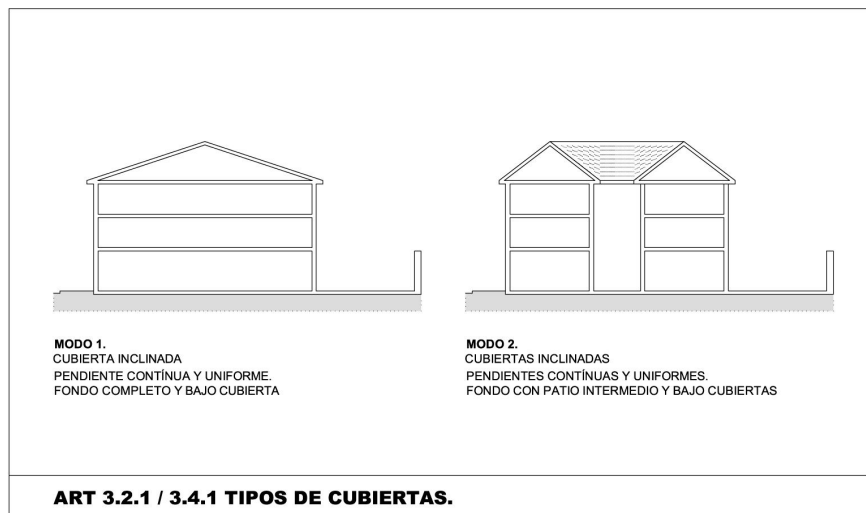 MODO 1.
CUBIERTA INCLINADA
PENDIENTE CONTÍNUA Y UNIFORME.
FONDO COMPLETO Y BAJO CUBIERTA
MODO 2.
CUBIERTAS INCLINADAS
PENDIENTES CONTÍNUAS Y UNIFORMES.
FONDO CON PATIO INTERMEDIO Y BAJO CUBIERTAS
ART 3.2.1 / 3.4.1 TIPOS DE CUBIERTAS.